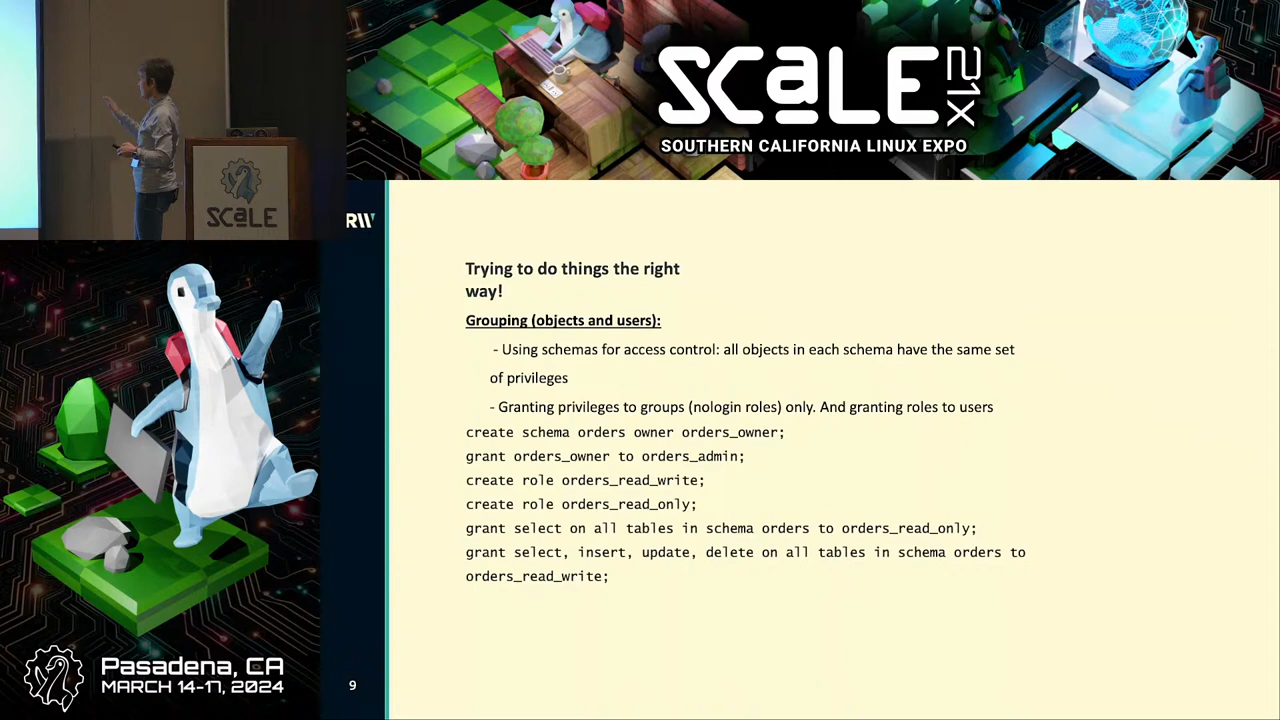 SCALE 21X
SOUTHERN CALIFORNIA LINUX EXPO
SCALE
RW
Trying to do things the right
way!
Grouping (objects and users):
- Using schemas for access control: all objects in each schema have the same set
of privileges
- Granting privileges to groups (nologin roles) only. And granting roles to users
create schema orders owner orders_owner;
grant orders_owner to orders_admin;
create role orders_read_write;
create role orders_read_only;
grant select on all tables in schema orders to orders_read_only;
grant select, insert, update, delete on all tables in schema orders to
orders_read_write;
Pasadena, CA
MARCH 14-17, 2024
9